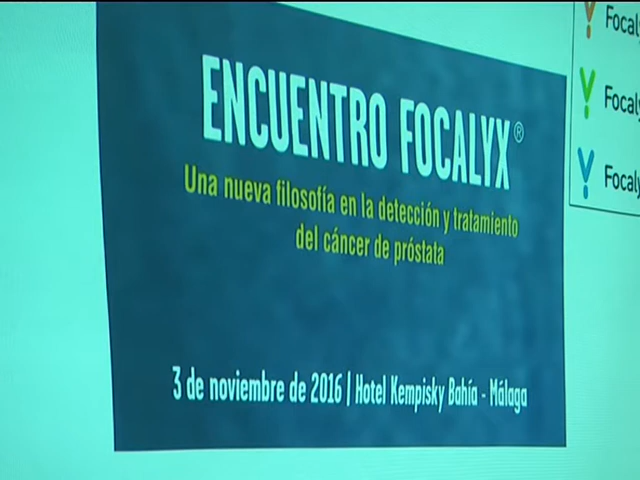 ENCUENTRO FOCALYX®
Una nueva filosofía en la detección y tratamiento
del cáncer de próstata
3 de noviembre de 2016 | Hotel Kempisky Bahía - Málaga
Focal
Focaly
Focaly